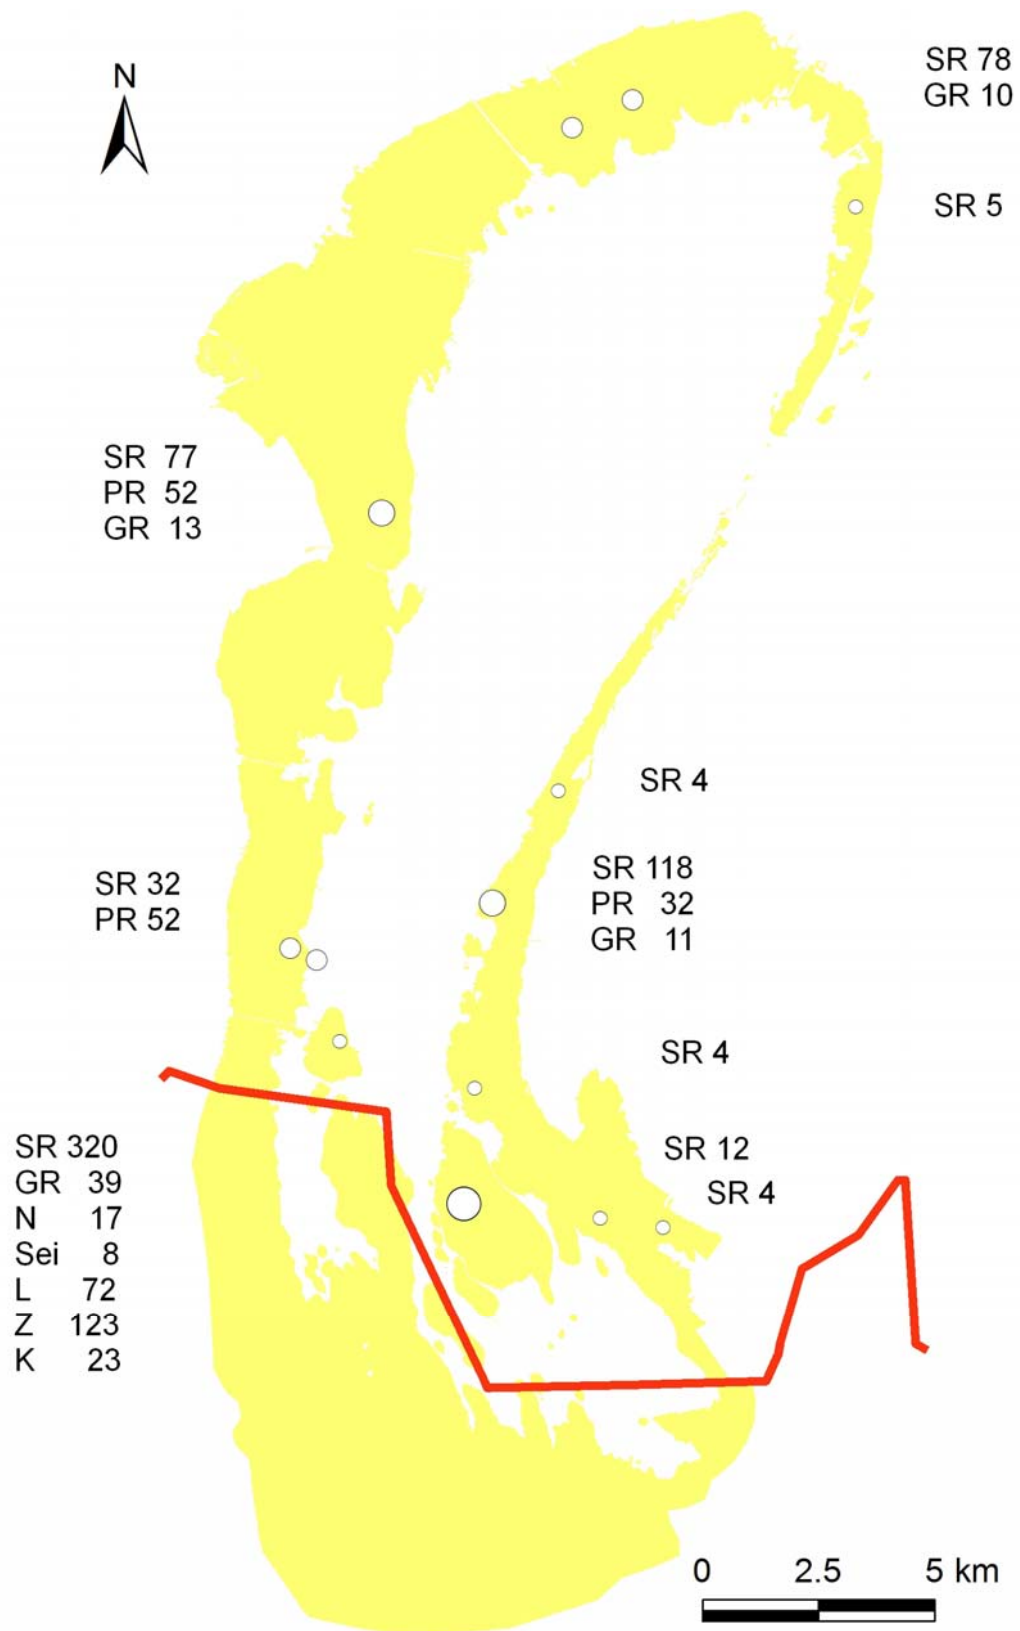 N
SR 78
GR 10
SR 5
SR 77
PR 52
GR 13
SR 4
SR 118
PR 32
GR 11
SR 32
PR 52
SR 4
SR 12
SR 4
SR 320
GR 39
N 17
Sei 8
L 72
Z 123
K 23
0 2.5 5 km